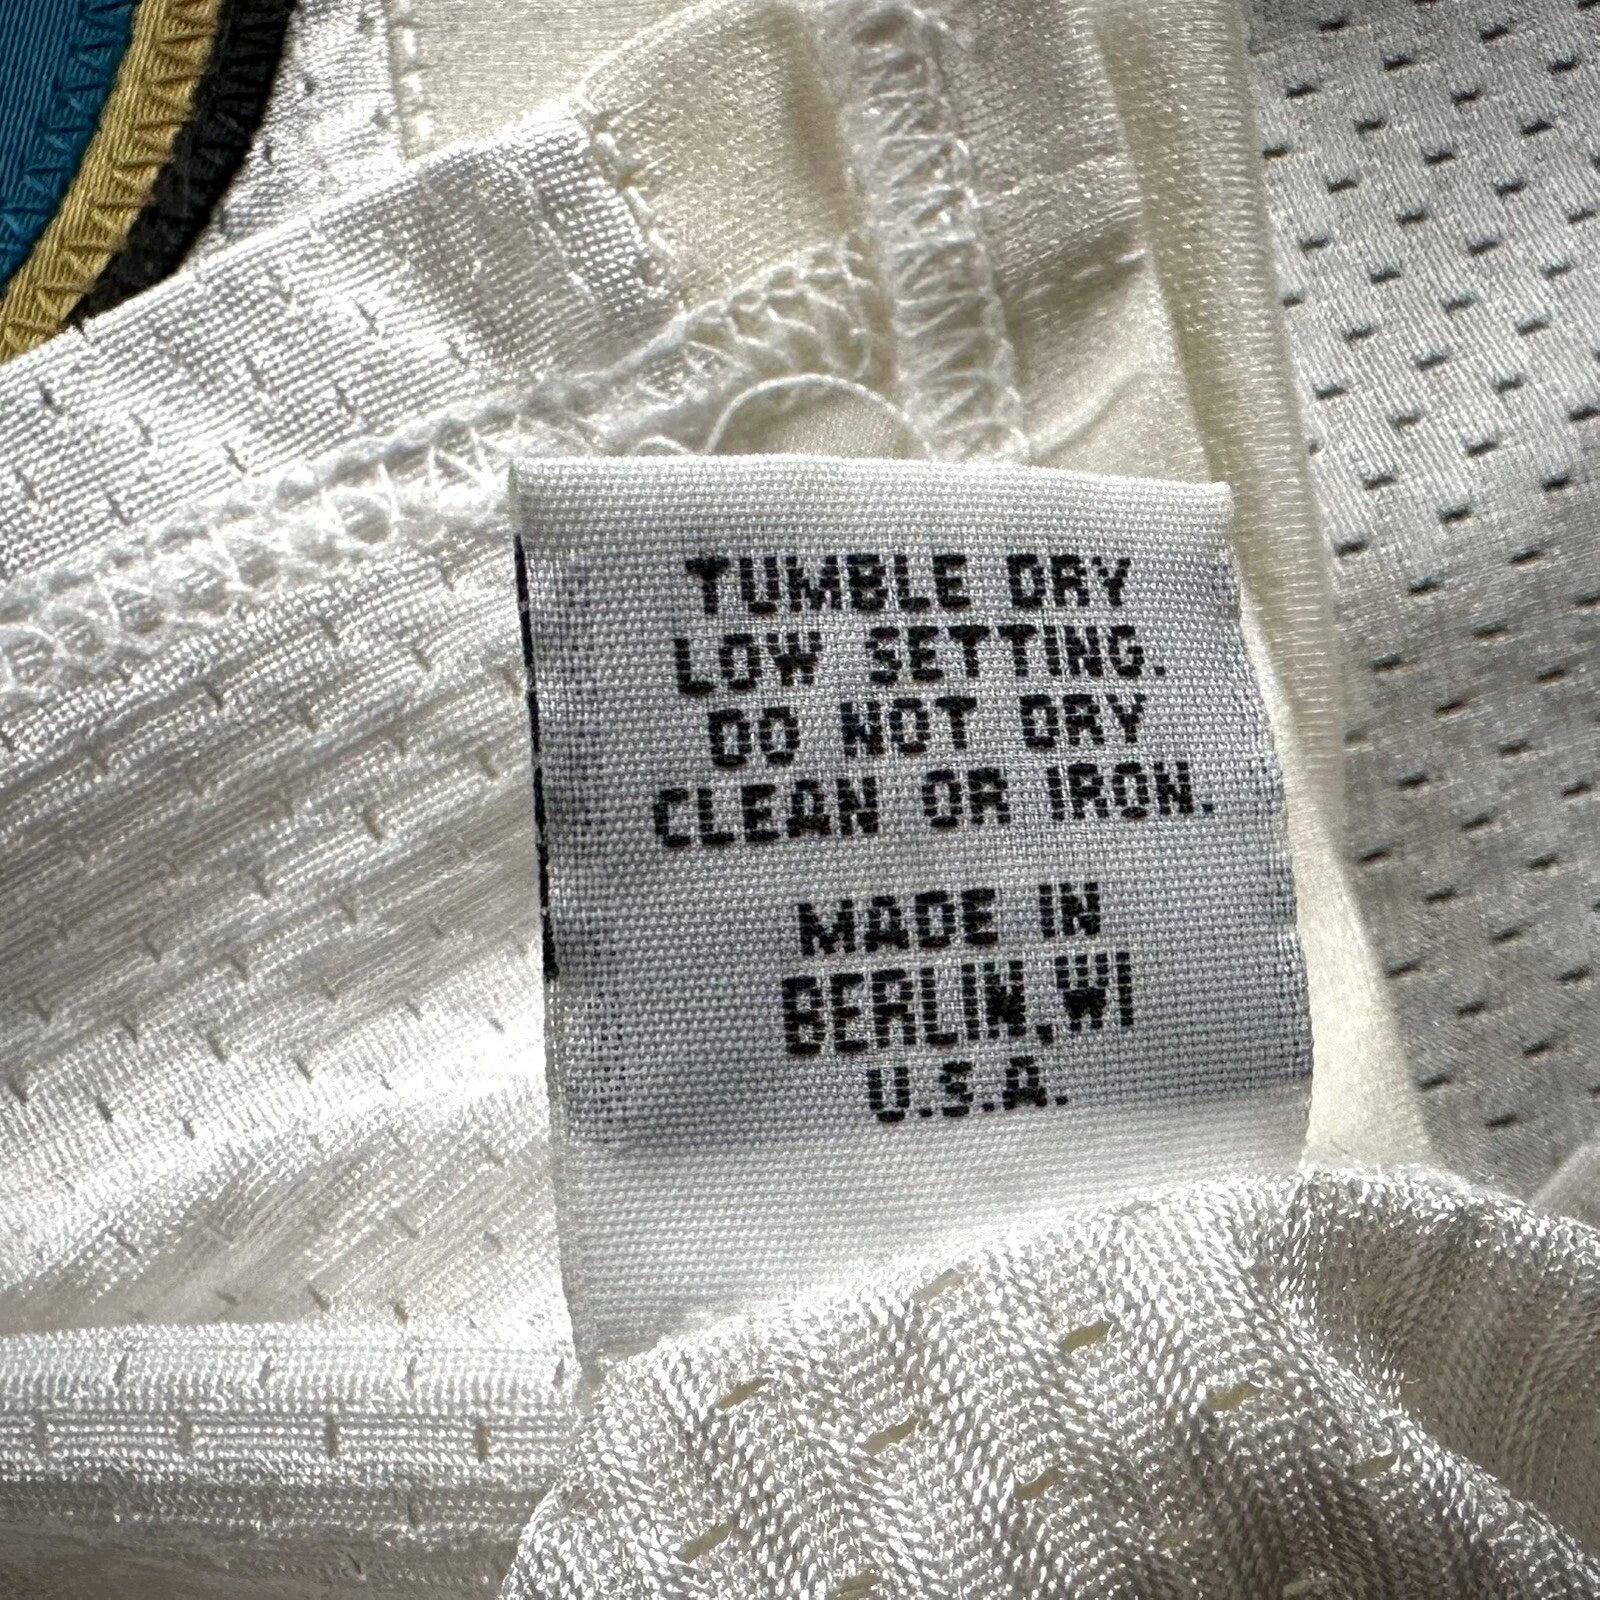 TUMBLE DRY
LOW SETTING.
DO NOT DRY
CLEAN OR IRON.
MADE IN
BERLIN,WI
U.S.A.